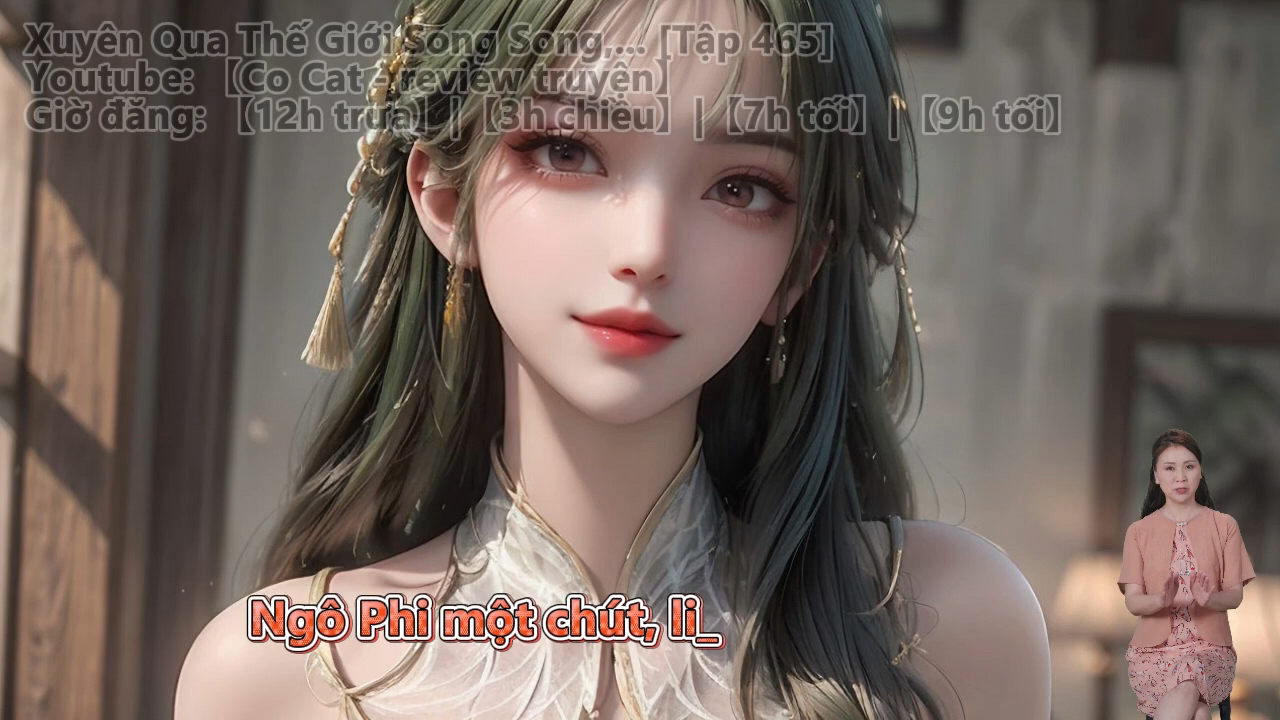 Xuyên Qua Thế Giới Song Song,... [Tập 465]
Youtube: 【Co Cat - review truyện】
Giờ đăng: 【12h trưa】 | 【3h chiều】 | 【7h tối】 | 【9h tối】
Ngô Phi một chút, li_